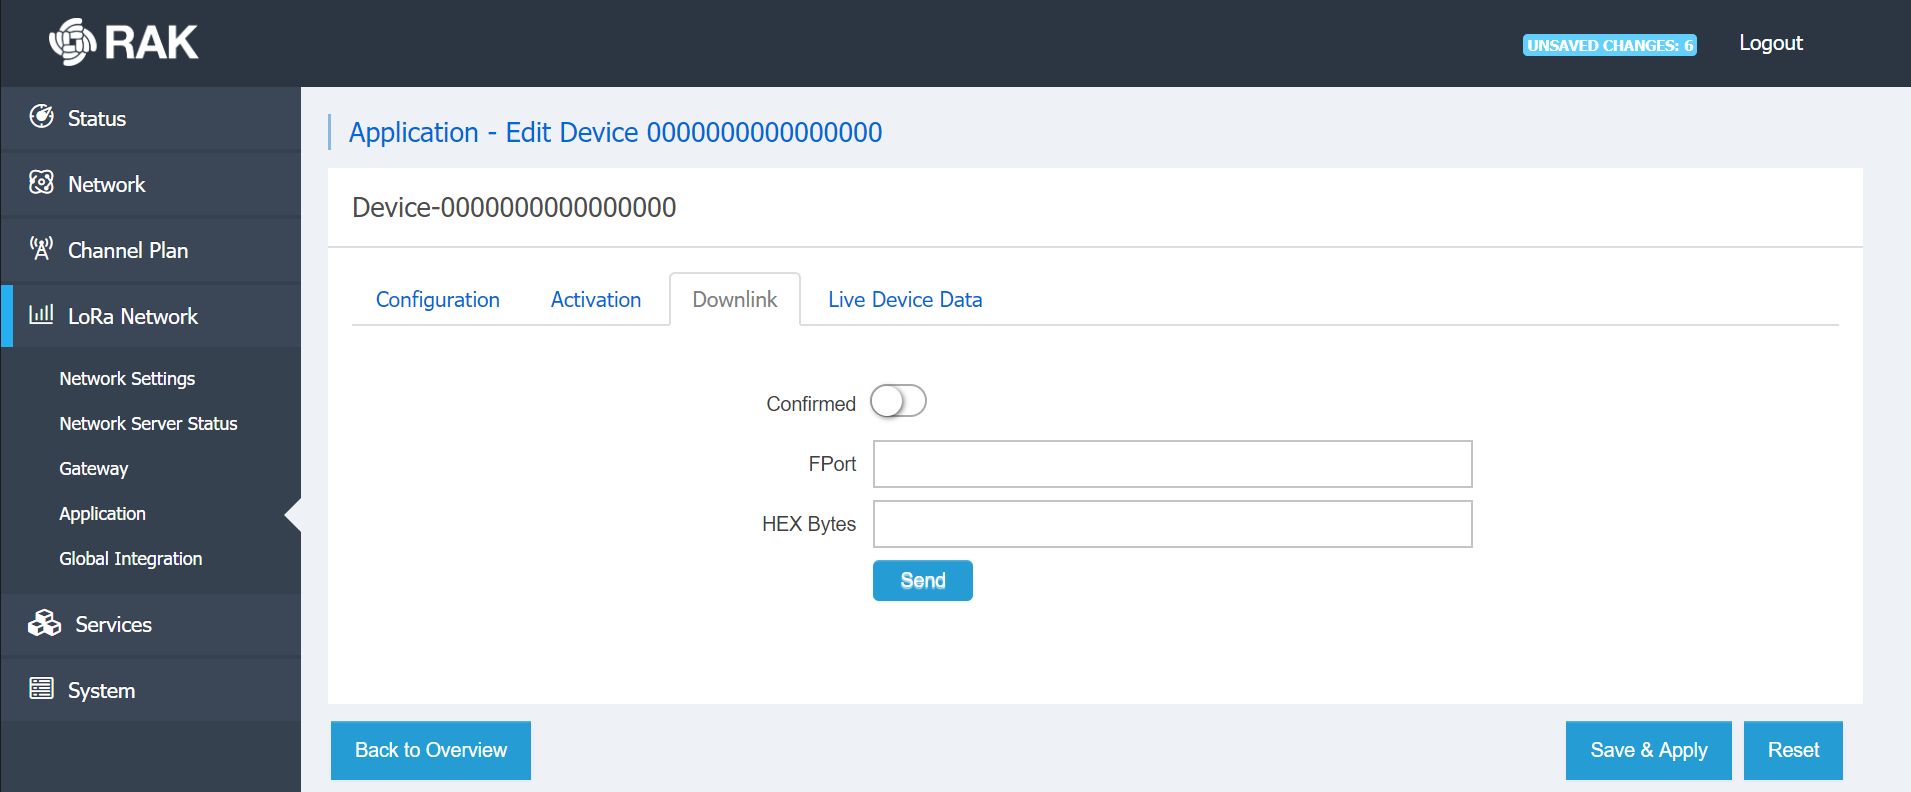 RAK
UNSAVED CHANGES: 6
Logout
Status
Network
Channel Plan
LoRa Network
Network Settings
Network Server Status
Gateway
Application
Global Integration
Services
System
Application - Edit Device 0000000000000000
Device-0000000000000000
Configuration
Activation
Downlink
Live Device Data
Confirmed
FPort
HEX Bytes
Send
Back to Overview
Save & Apply
Reset